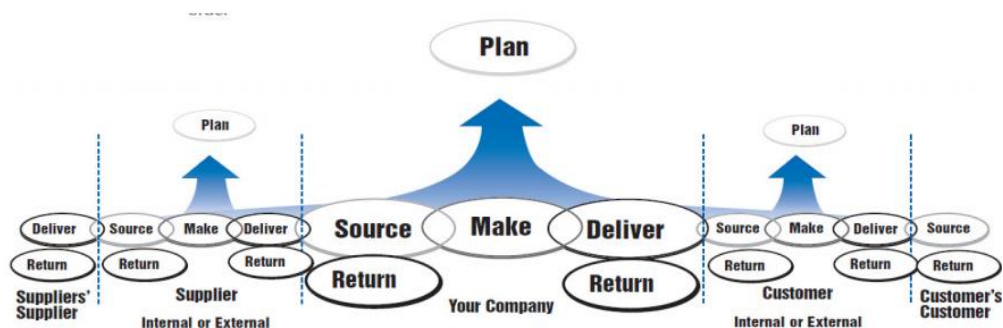 Plan
Plan
Plan
Deliver
Source
Make
Deliver
Source
Make
Deliver
Source
Make
Deliver
Source
Return
Return
Return
Return
Return
Return
Return
Return
Suppliers'
Supplier
Supplier
Internal or External
Your Company
Customer
Internal or External
Customer's
Customer